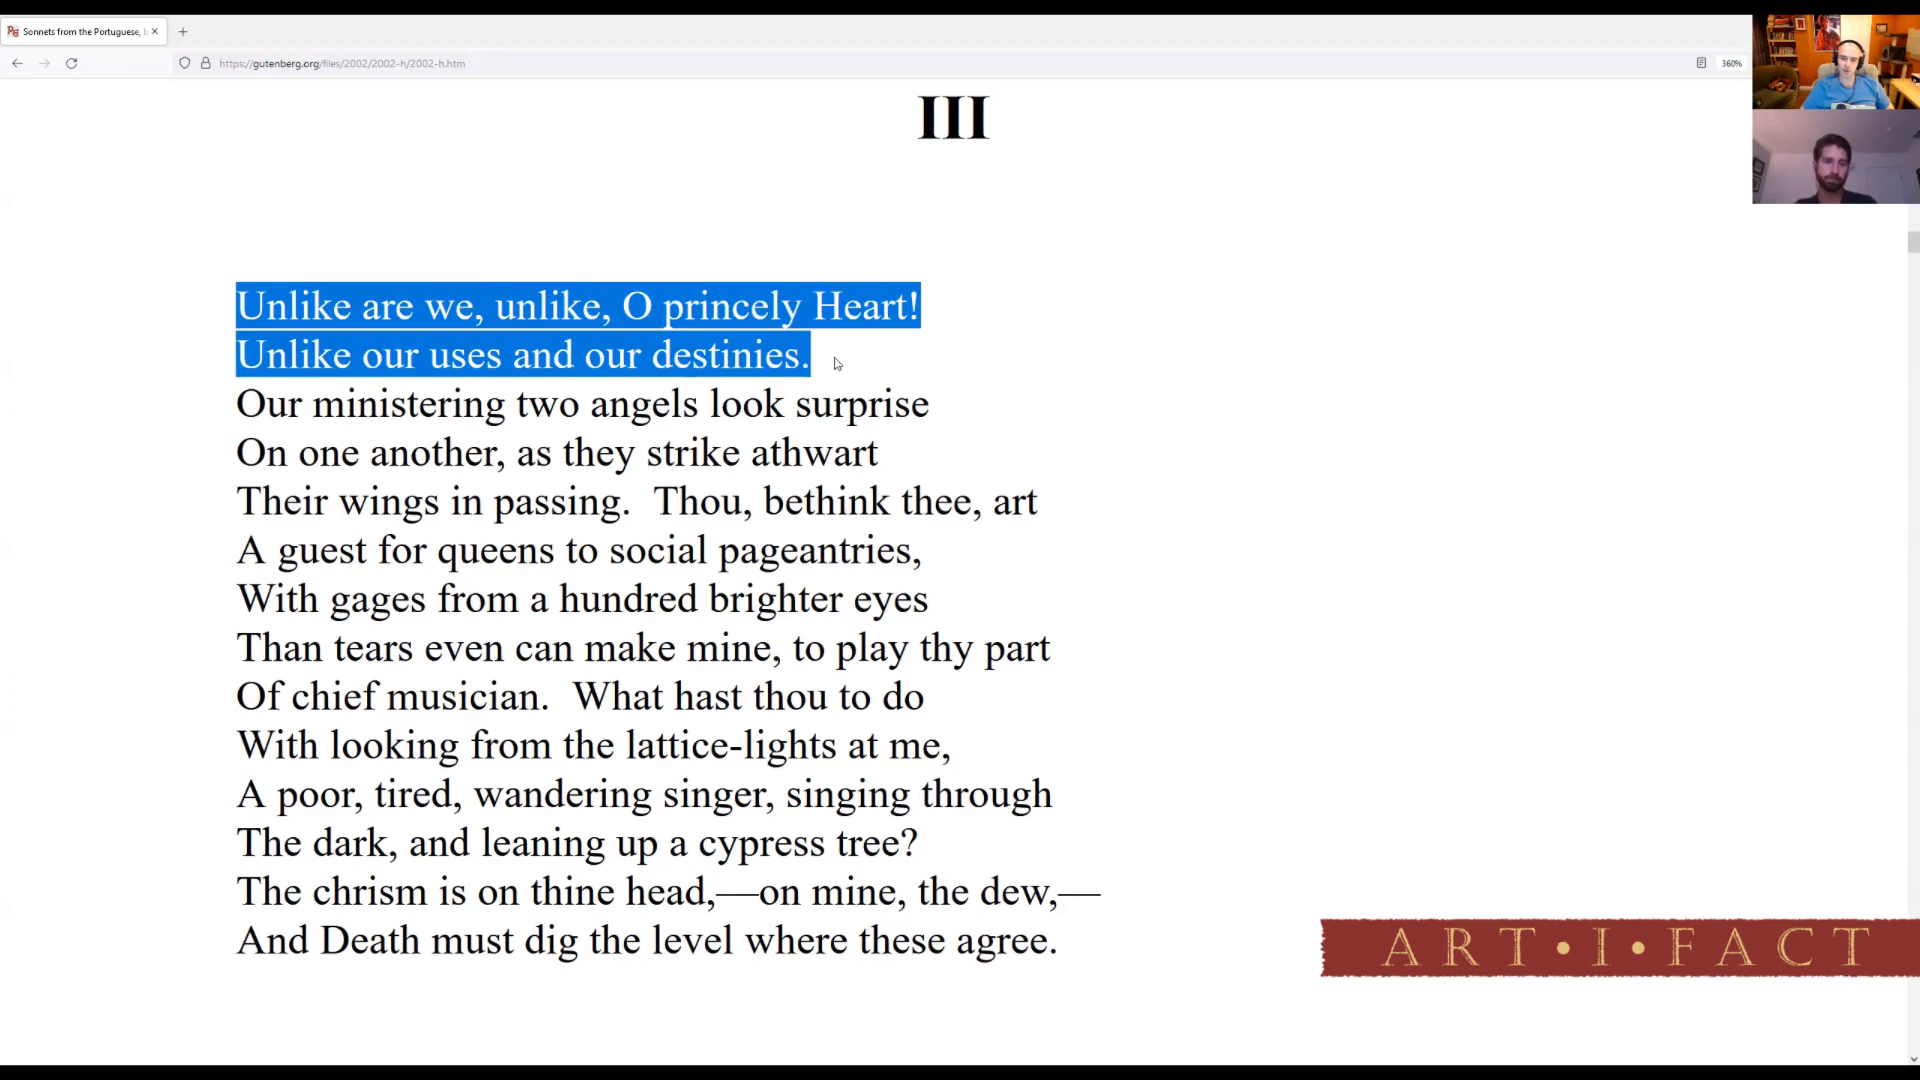 Sonnets from the Portuguese,
https://gutenberg.org/files/2002/2002-h/2002-h.htm
360%
III
Unlike are we, unlike, O princely Heart!
Unlike our uses and our destinies.
Our ministering two angels look surprise
On one another, as they strike athwart
Their wings in passing.  Thou, bethink thee, art
A guest for queens to social pageantries,
With gages from a hundred brighter eyes
Than tears even can make mine, to play thy part
Of chief musician.  What hast thou to do
With looking from the lattice-lights at me,
A poor, tired, wandering singer, singing through
The dark, and leaning up a cypress tree?
The chrism is on thine head,—on mine, the dew,—
And Death must dig the level where these agree.
ART•I•FACT